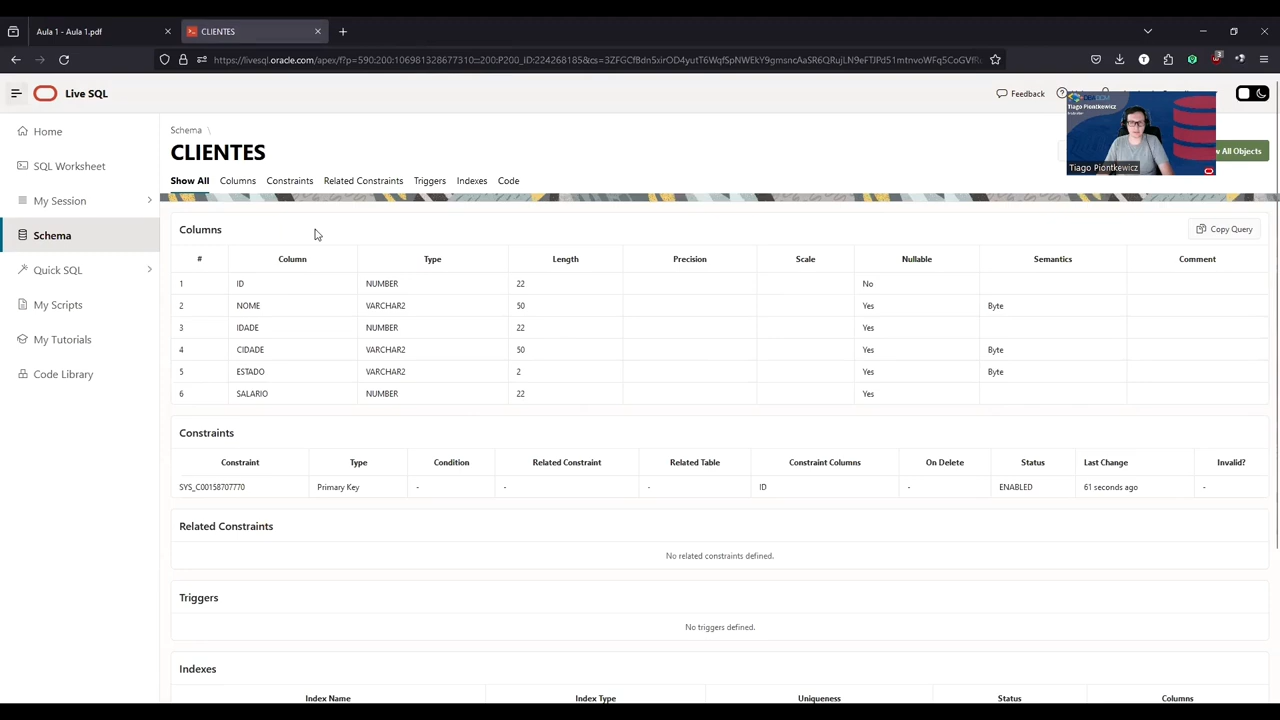 Aula 1 - Aula 1.pdf
CLIENTES
Live SQL
Feedback
Tiago Piontkewicz
Tiago Piontkewicz
w All Objects
Home
SQL Worksheet
My Session
Schema
Quick SQL
My Scripts
My Tutorials
Code Library
Schema \
CLIENTES
Show All Columns Constraints Related Constraints Triggers Indexes Code
Columns
Copy Query
# Column Type Length Precision Scale Nullable Semantics Comment
1 ID NUMBER 22 No
2 NOME VARCHAR2 50 Yes Byte
3 IDADE NUMBER 22 Yes
4 CIDADE VARCHAR2 50 Yes Byte
5 ESTADO VARCHAR2 2 Yes Byte
6 SALARIO NUMBER 22 Yes
Constraints
Constraint Type Condition Related Constraint Related Table Constraint Columns On Delete Status Last Change Invalid?
SYS_C00158707770 Primary Key - - - ID - ENABLED 61 seconds ago -
Related Constraints
No related constraints defined.
Triggers
No triggers defined.
Indexes
Index Name Index Type Uniqueness Status Columns